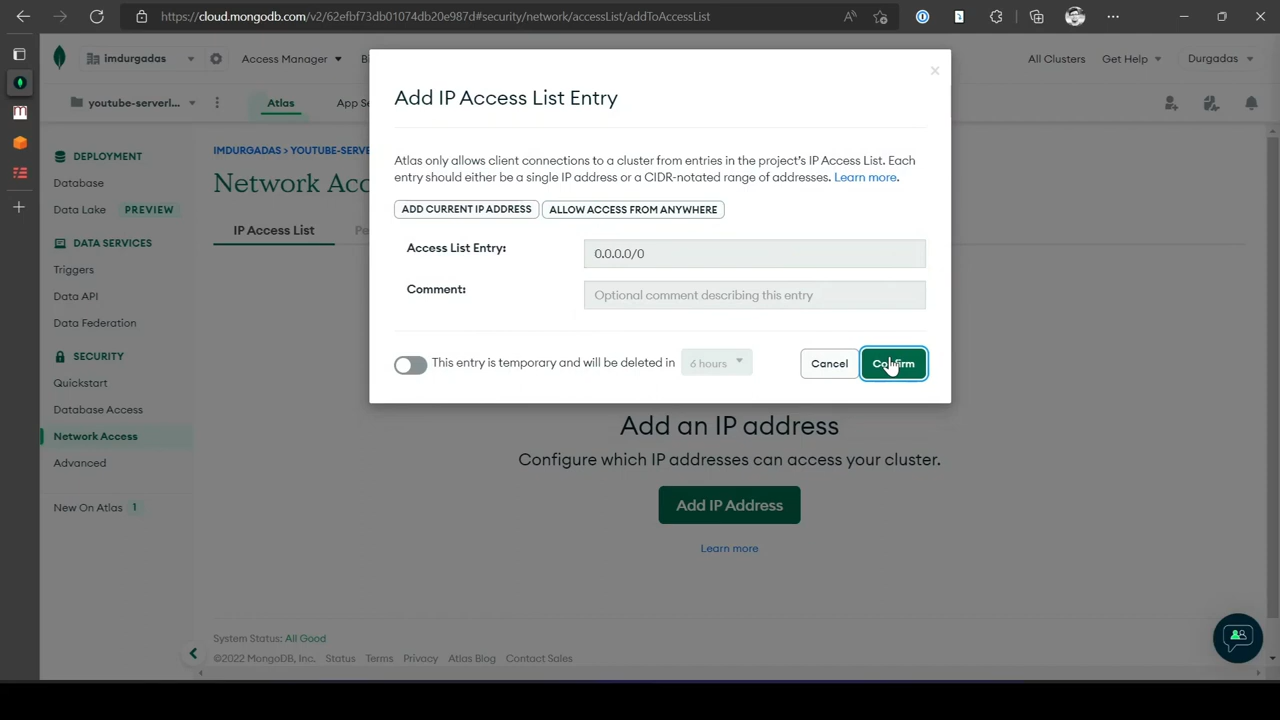 https://cloud.mongodb.com/v2/62efbf73db01074db20e987d#security/network/accessList/addToAccessList
imdurgadas
Access Manager
All Clusters
Get Help
Durgadas
youtube-serverl...
Atlas
App Se
DEPLOYMENT
Database
Data Lake
PREVIEW
DATA SERVICES
Triggers
Data API
Data Federation
SECURITY
Quickstart
Database Access
Network Access
Advanced
New On Atlas
1
IMDURGADAS > YOUTUBE-SERVE
Network Acc
IP Access List
Pe
Add IP Access List Entry
×
Atlas only allows client connections to a cluster from entries in the project's IP Access List. Each
entry should either be a single IP address or a CIDR-notated range of addresses. Learn more.
ADD CURRENT IP ADDRESS
ALLOW ACCESS FROM ANYWHERE
Access List Entry:
0.0.0.0/0
Comment:
Optional comment describing this entry
This entry is temporary and will be deleted in
6 hours
Cancel
Confirm
Add an IP address
Configure which IP addresses can access your cluster.
Add IP Address
Learn more
System Status: All Good
©2022 MongoDB, Inc.
Status
Terms
Privacy
Atlas Blog
Contact Sales